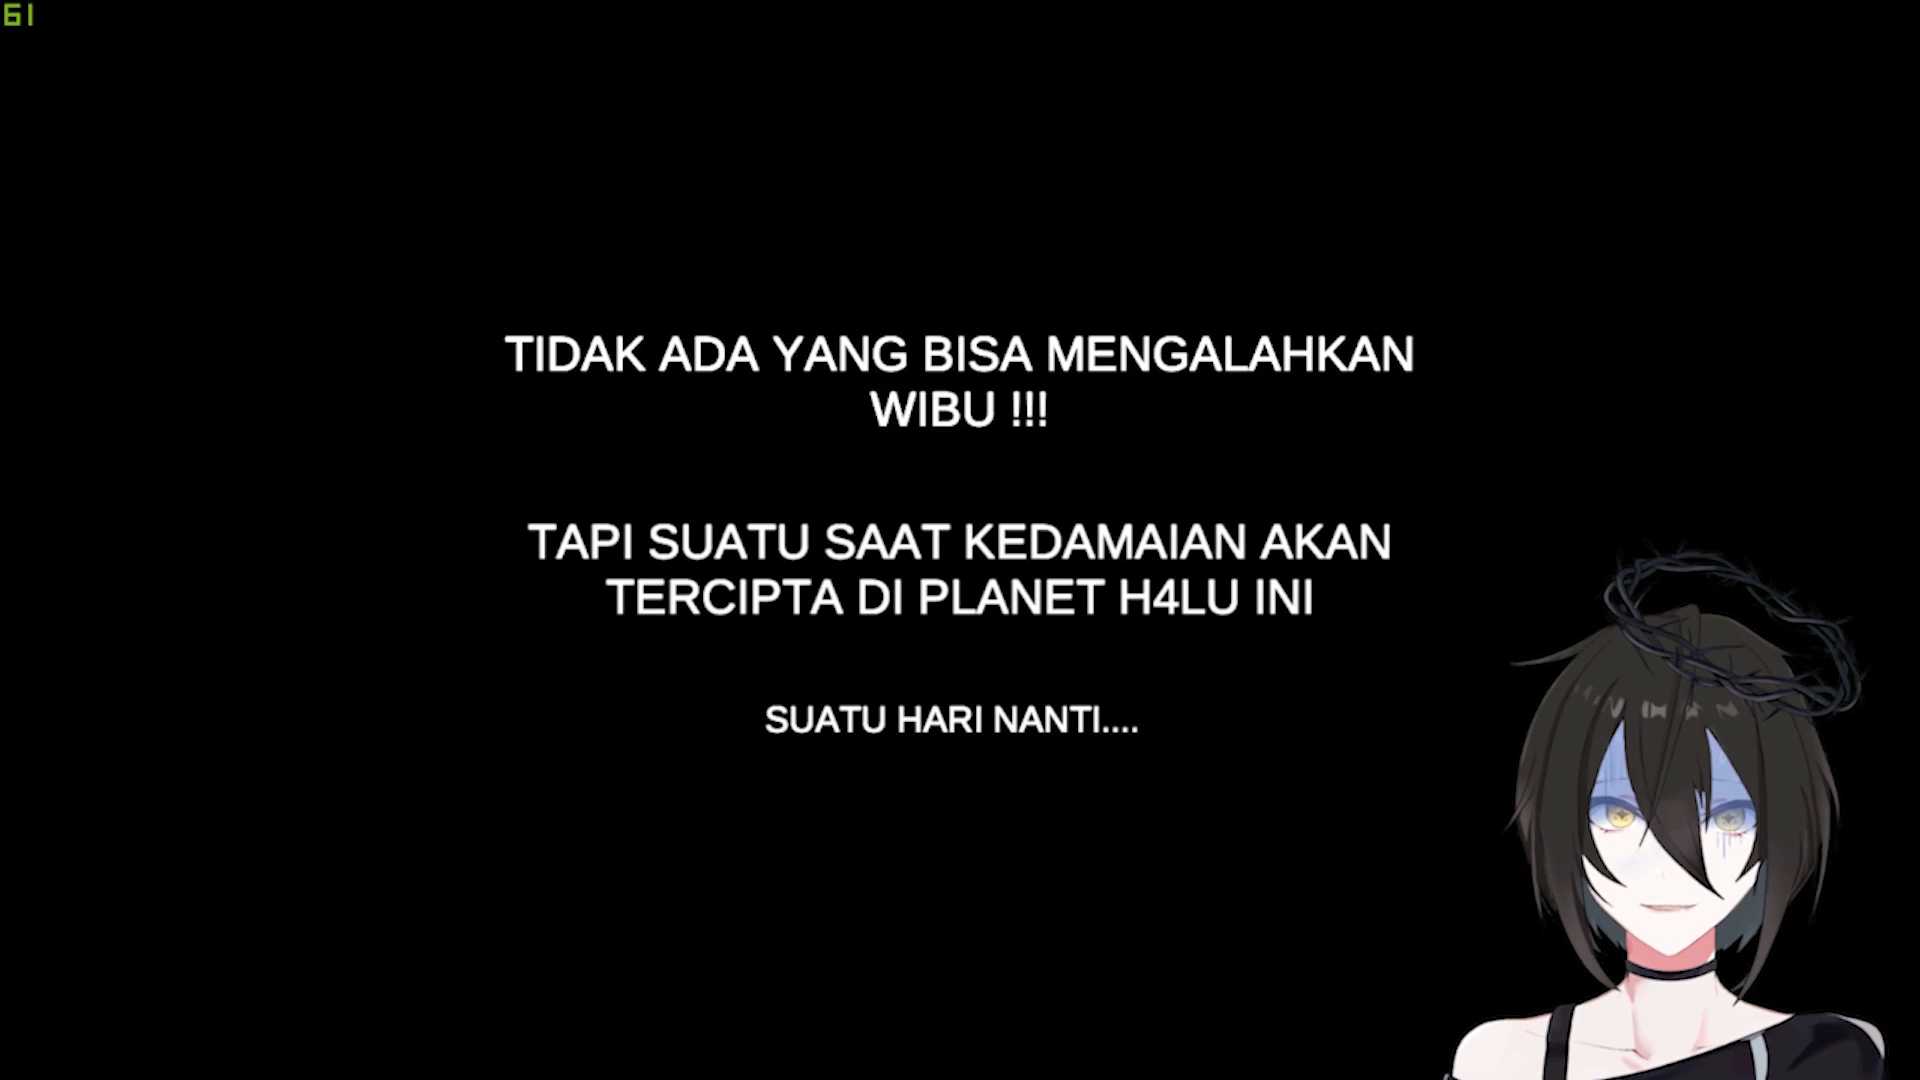 61
TIDAK ADA YANG BISA MENGALAHKAN
WIBU !!!
TAPI SUATU SAAT KEDAMAIAN AKAN
TERCIPTA DI PLANET H4LU INI
SUATU HARI NANTI....